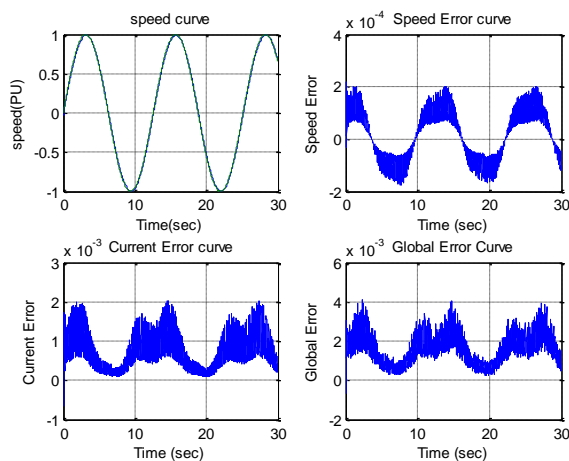 speed curve
1
0.5
0
-0.5
-1
speed(PU)
0 10 20 30
Time(sec)
x 10-4
Speed Error curve
4
2
0
-2
Speed Error
0 10 20 30
Time (sec)
x 10-3
Current Error curve
3
2
1
0
-1
Current Error
0 10 20 30
Time (sec)
x 10-3
Global Error Curve
6
4
2
0
-2
Global Error
0 10 20 30
Time (sec)